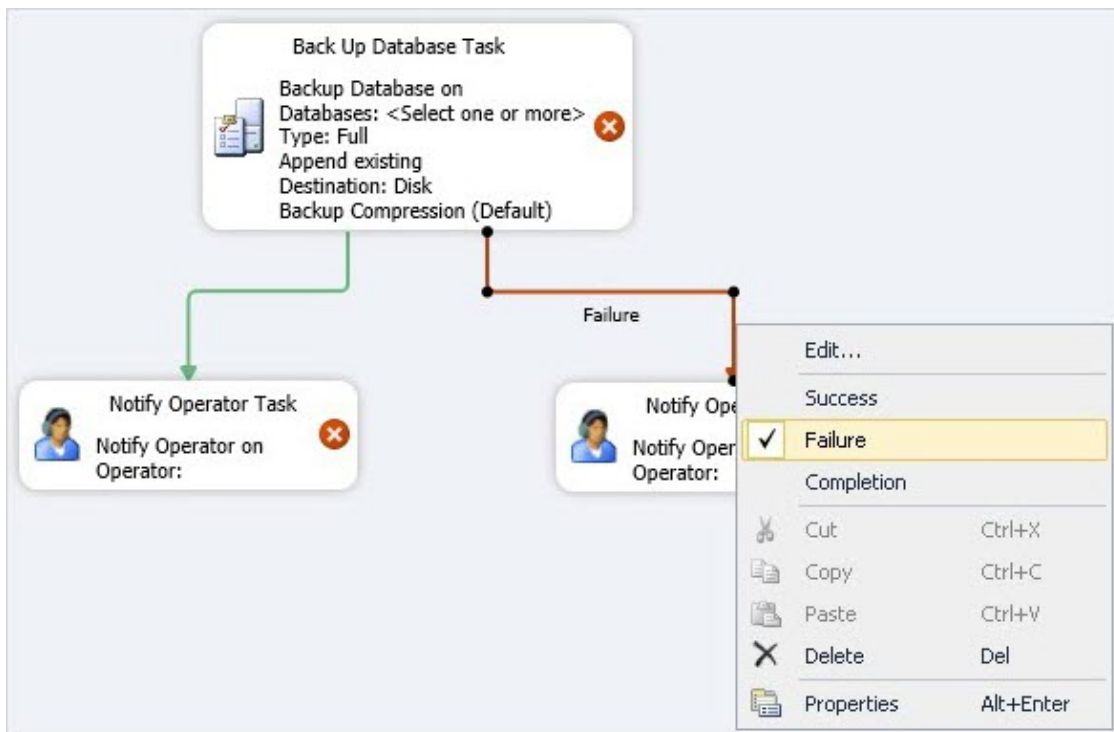 Back Up Database Task
Backup Database on
Databases: <Select one or more>
Type: Full
Append existing
Destination: Disk
Backup Compression (Default)
Failure
Notify Operator Task
Notify Operator on
Operator:
Notify Ope
Notify Oper
Operator:
Edit...
Success
Failure
Completion
Cut Ctrl+X
Copy Ctrl+C
Paste Ctrl+V
Delete Del
Properties Alt+Enter